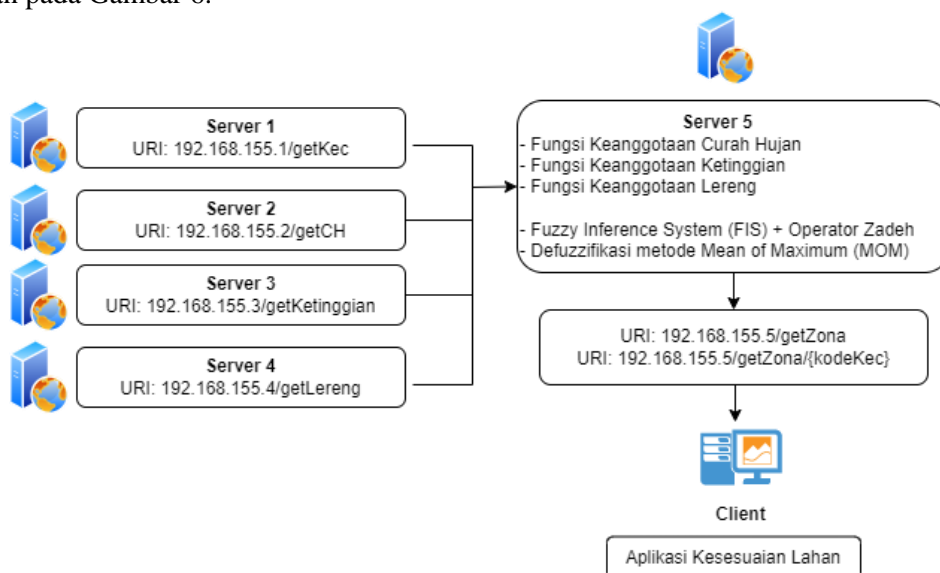 pada Gambar 6.
Server 1
URI: 192.168.155.1/getKec
Server 2
URI: 192.168.155.2/getCH
Server 3
URI: 192.168.155.3/getKetinggian
Server 4
URI: 192.168.155.4/getLereng
Server 5
- Fungsi Keanggotaan Curah Hujan
- Fungsi Keanggotaan Ketinggian
- Fungsi Keanggotaan Lereng
- Fuzzy Inference System (FIS) + Operator Zadeh
- Defuzzifikasi metode Mean of Maximum (MOM)
URI: 192.168.155.5/getZona
URI: 192.168.155.5/getZona/{kodeKec}
Client
Aplikasi Kesesuaian Lahan